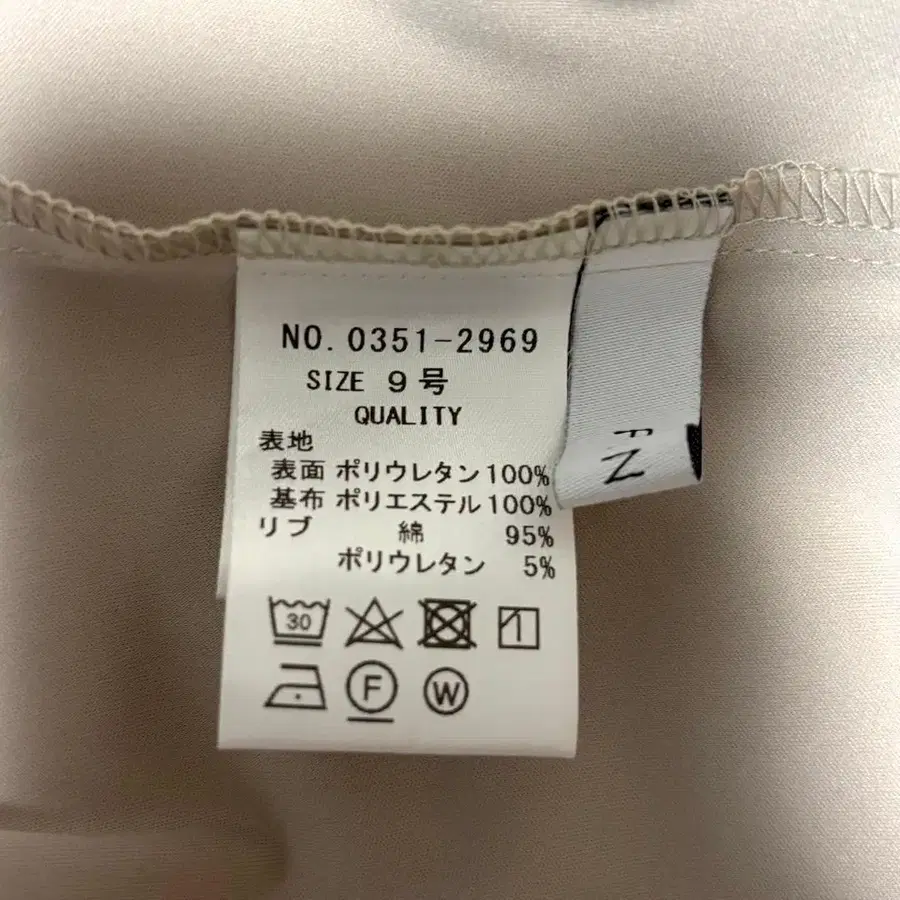 NO. 0351-2969
SIZE 9号
QUALITY
表地
表面 ポリウレタン100%
基布 ポリエステル100%
リブ 綿 95%
ポリウレタン 5%
30
F W